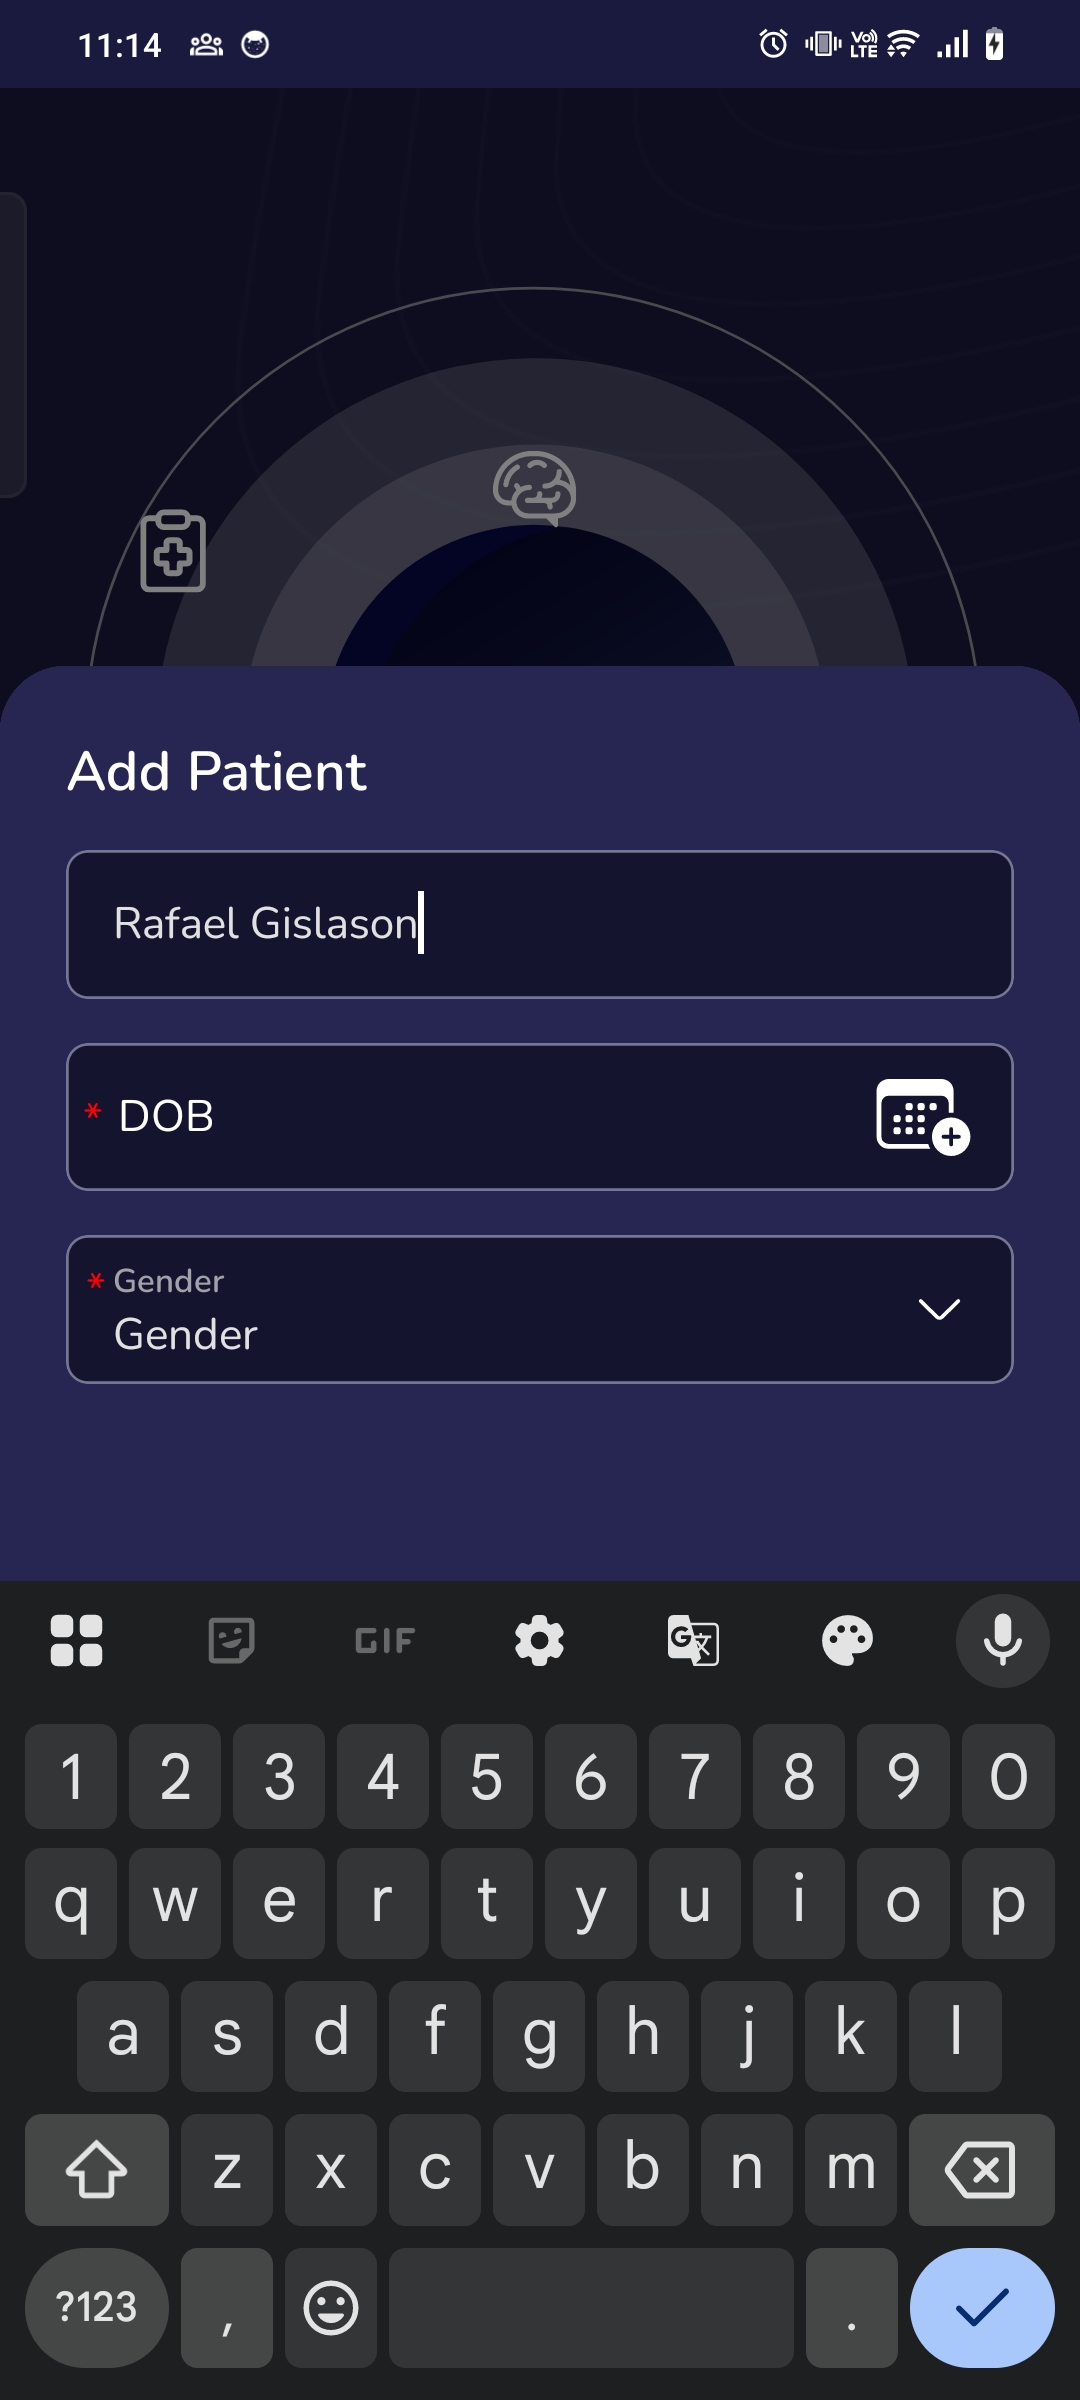 11:14 Vo) LTE
Add Patient
Rafael Gislason
* DOB
* Gender
Gender
GIF G 文
1 2 3 4 5 6 7 8 9 0
q w e r t y u i o p
a s d f g h j k l
z x c v b n m
?123 , .